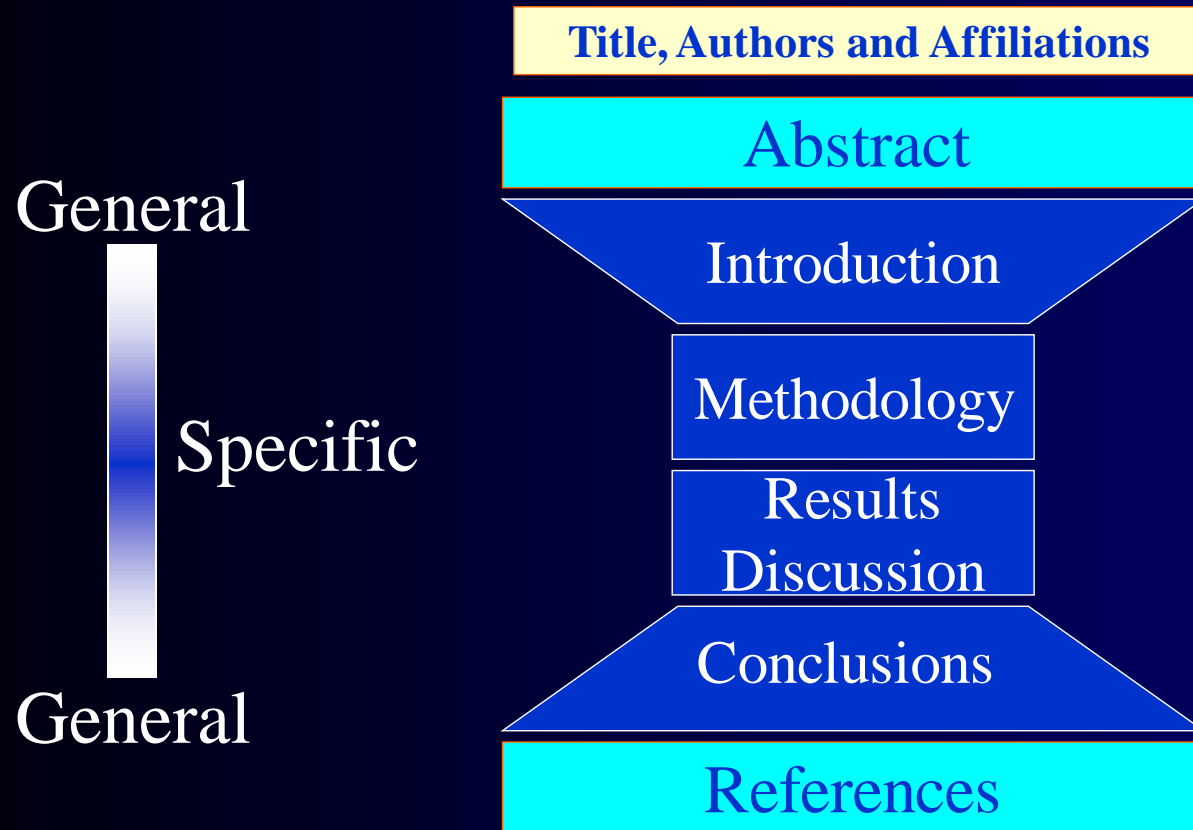 Title, Authors and Affiliations
Abstract
General
Introduction
Methodology
Specific
Results
Discussion
Conclusions
General
References